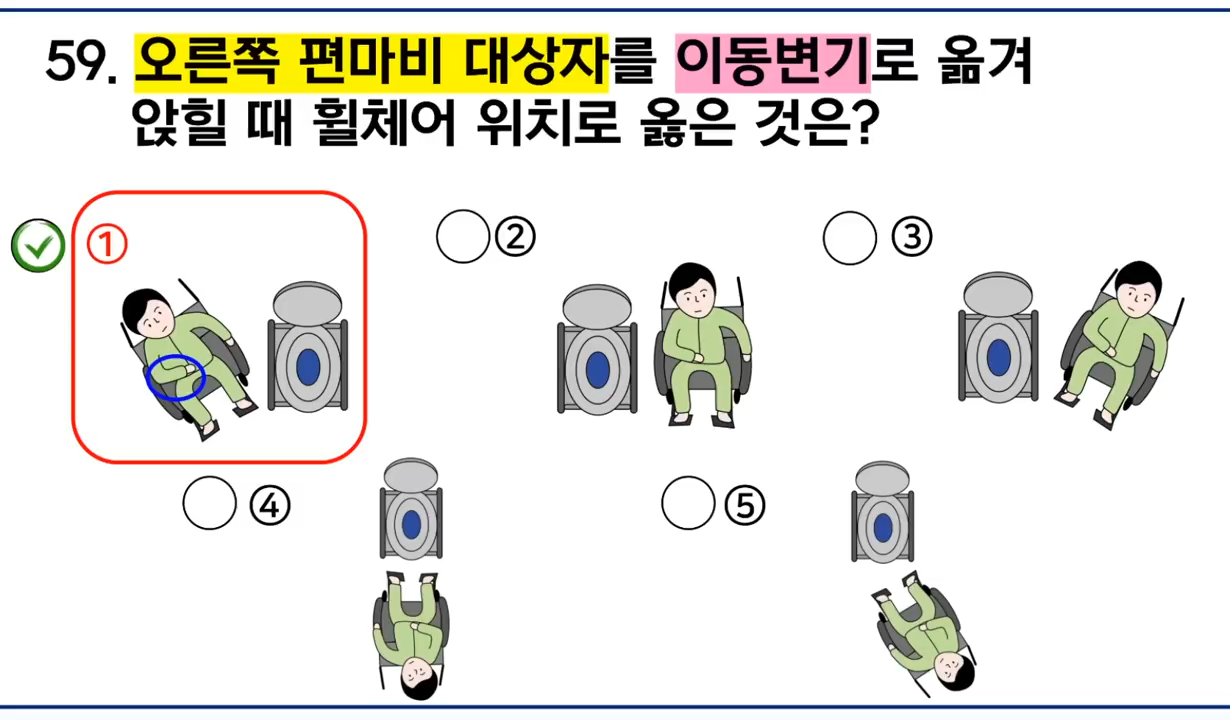 59. 오른쪽 편마비 대상자를 이동변기로 옮겨
앉힐 때 휠체어 위치로 옳은 것은?
①
②
③
④
⑤